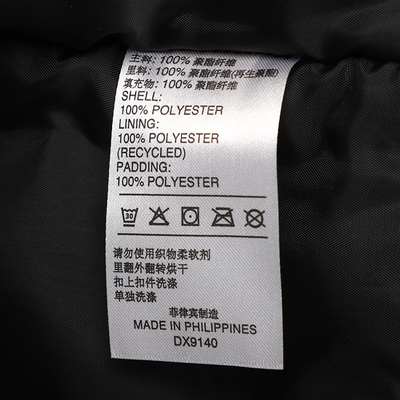 主料: 100% 聚酯纤维
里料: 100% 聚酯纤维(再生聚酯)
填充物: 100% 聚酯纤维
SHELL:
100% POLYESTER
LINING:
100% POLYESTER
(RECYCLED)
PADDING:
100% POLYESTER
30
请勿使用织物柔软剂
里翻外翻转烘干
扣上扣件洗涤
单独洗涤
菲律宾制造
MADE IN PHILIPPINES
DX9140